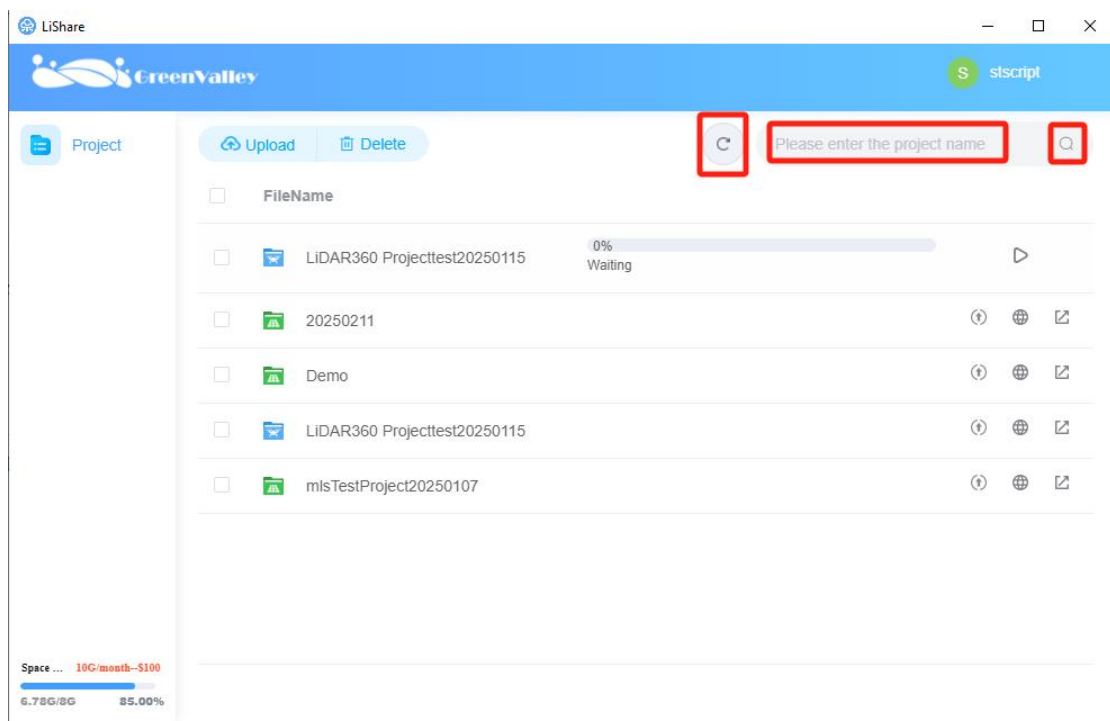 LiShare
GreenValley
S stscript
Project
Upload Delete
Please enter the project name
FileName
LiDAR360 Projecttest20250115
0%
Waiting
20250211
Demo
LiDAR360 Projecttest20250115
mlsTestProject20250107
Space ... 10G/month--$100
6.78G/8G 85.00%